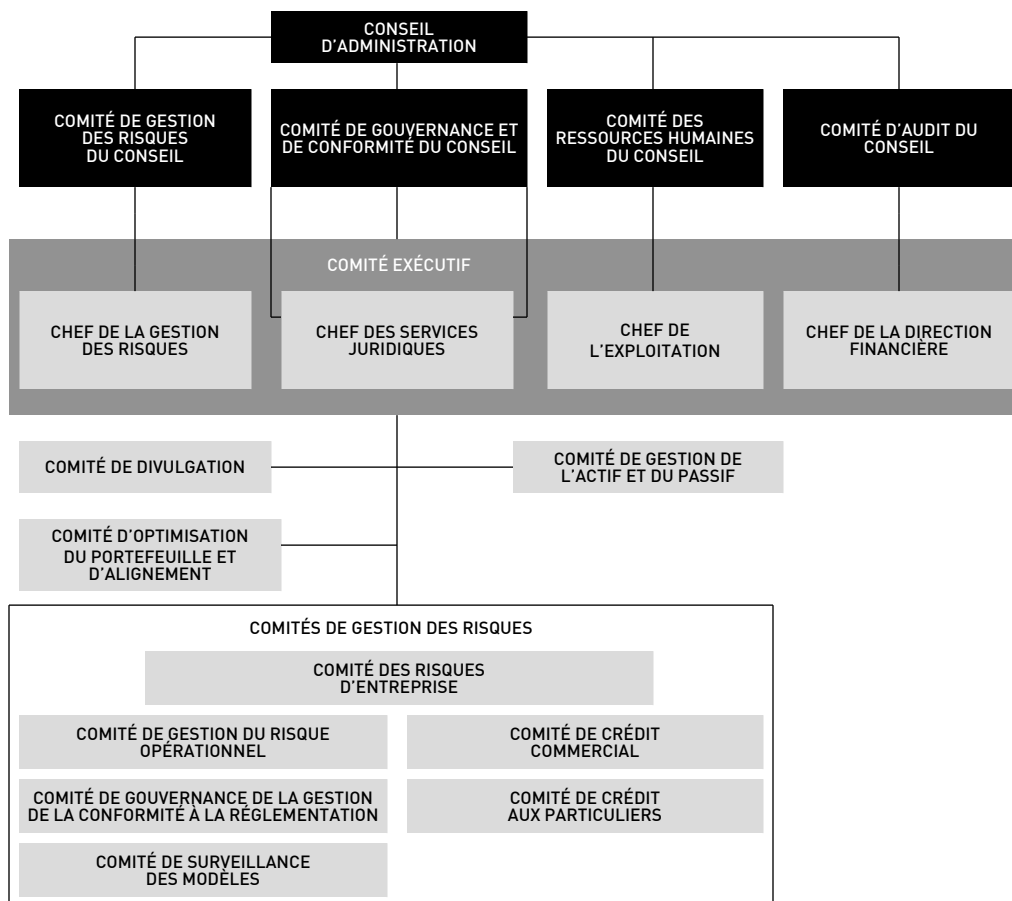 CONSEIL
D'ADMINISTRATION
COMITÉ DE GESTION
DES RISQUES
DU CONSEIL
COMITÉ DE GOUVERNANCE ET
DE CONFORMITÉ DU CONSEIL
COMITÉ DES
RESSOURCES HUMAINES
DU CONSEIL
COMITÉ D'AUDIT DU
CONSEIL
COMITÉ EXÉCUTIF
CHEF DE LA GESTION
DES RISQUES
CHEF DES SERVICES
JURIDIQUES
CHEF DE
L'EXPLOITATION
CHEF DE LA DIRECTION
FINANCIÈRE
COMITÉ DE DIVULGATION
COMITÉ DE GESTION DE
L'ACTIF ET DU PASSIF
COMITÉ D'OPTIMISATION
DU PORTEFEUILLE ET
D'ALIGNEMENT
COMITÉS DE GESTION DES RISQUES
COMITÉ DES RISQUES
D'ENTREPRISE
COMITÉ DE GESTION DU RISQUE
OPÉRATIONNEL
COMITÉ DE CRÉDIT
COMMERCIAL
COMITÉ DE GOUVERNANCE DE LA GESTION
DE LA CONFORMITÉ À LA RÉGLEMENTATION
COMITÉ DE CRÉDIT
AUX PARTICULIERS
COMITÉ DE SURVEILLANCE
DES MODÈLES